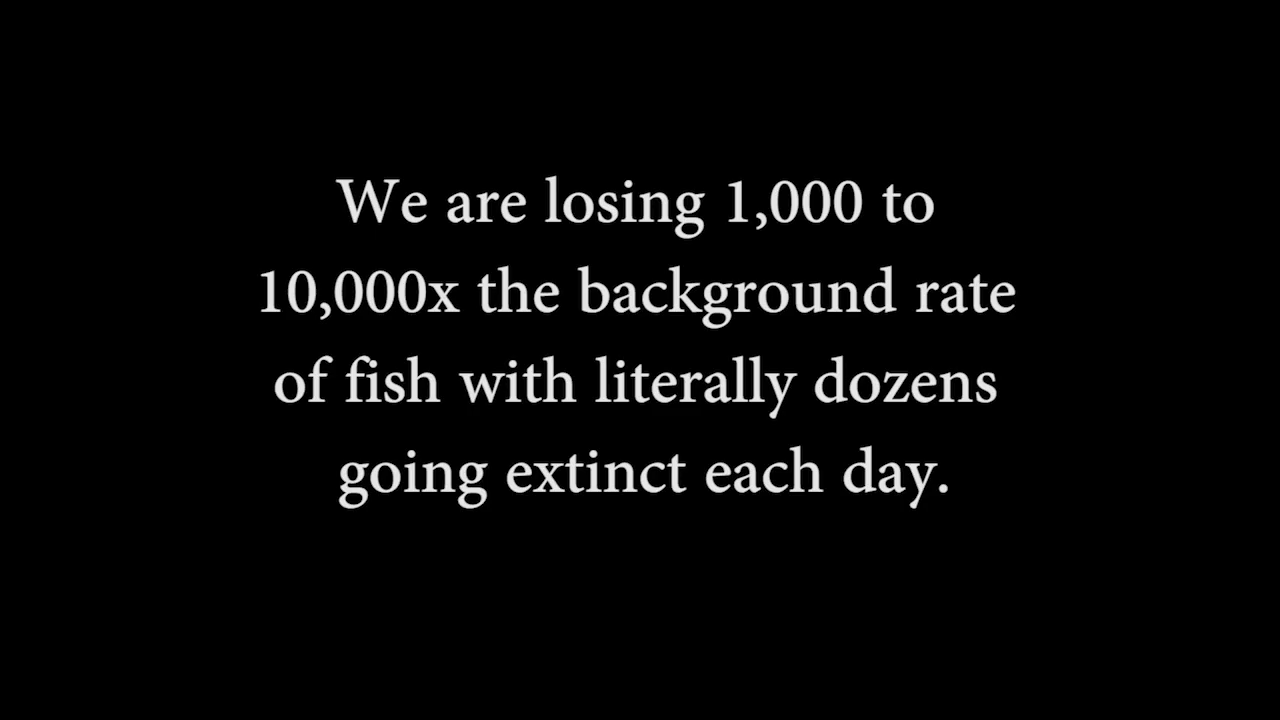 We are losing 1,000 to
10,000x the background rate
of fish with literally dozens
going extinct each day.